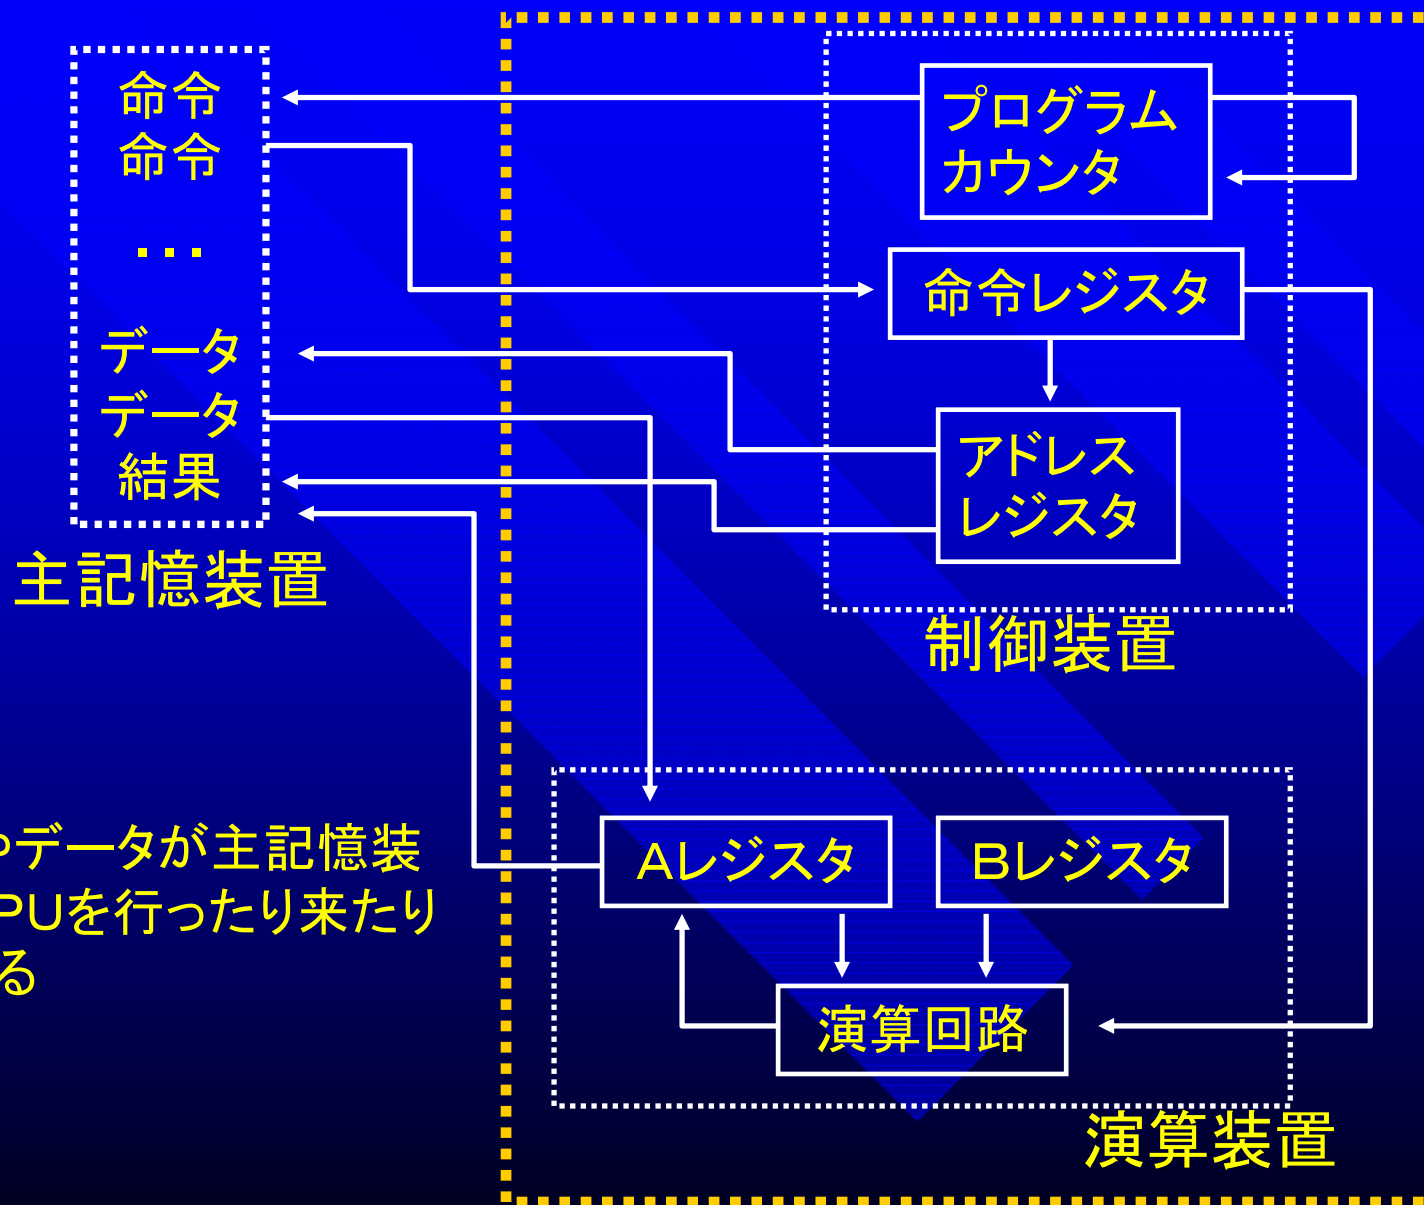 命令
命令
・・・
データ
データ
結果
主記憶装置
プログラム
カウンタ
命令レジスタ
アドレス
レジスタ
制御装置
データが主記憶装
PUを行ったり来たり
る
Aレジスタ
Bレジスタ
演算回路
演算装置